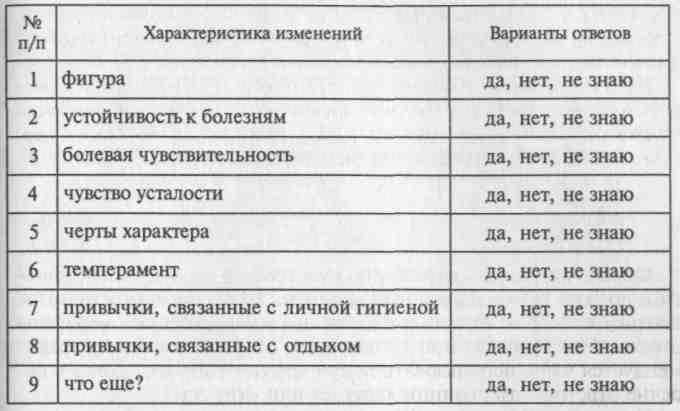 № п/п Характеристика изменений Варианты ответов
1 фигура да, нет, не знаю
2 устойчивость к болезням да, нет, не знаю
3 болевая чувствительность да, нет, не знаю
4 чувство усталости да, нет, не знаю
5 черты характера да, нет, не знаю
6 темперамент да, нет, не знаю
7 привычки, связанные с личной гигиеной да, нет, не знаю
8 привычки, связанные с отдыхом да, нет, не знаю
9 что еще? да, нет, не знаю